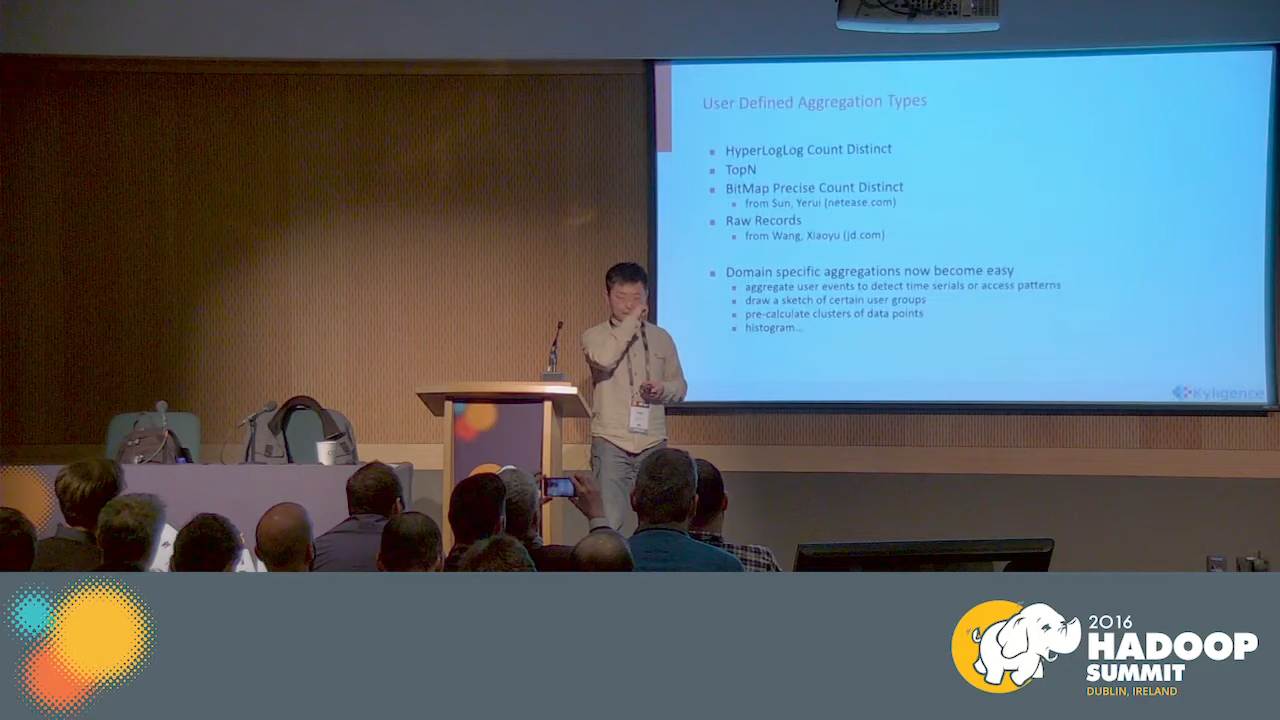 User Defined Aggregation Types
HyperLogLog Count Distinct
TopN
BitMap Precise Count Distinct
from Sun, Yerui (netease.com)
Raw Records
from Wang, Xiaoyu (jd.com)
Domain specific aggregations now become easy
aggregate user events to detect time serials or access patterns
draw a sketch of certain user groups
pre-calculate clusters of data points
histogram...
Kyligence
2016
HADOOP
SUMMIT
DUBLIN, IRELAND